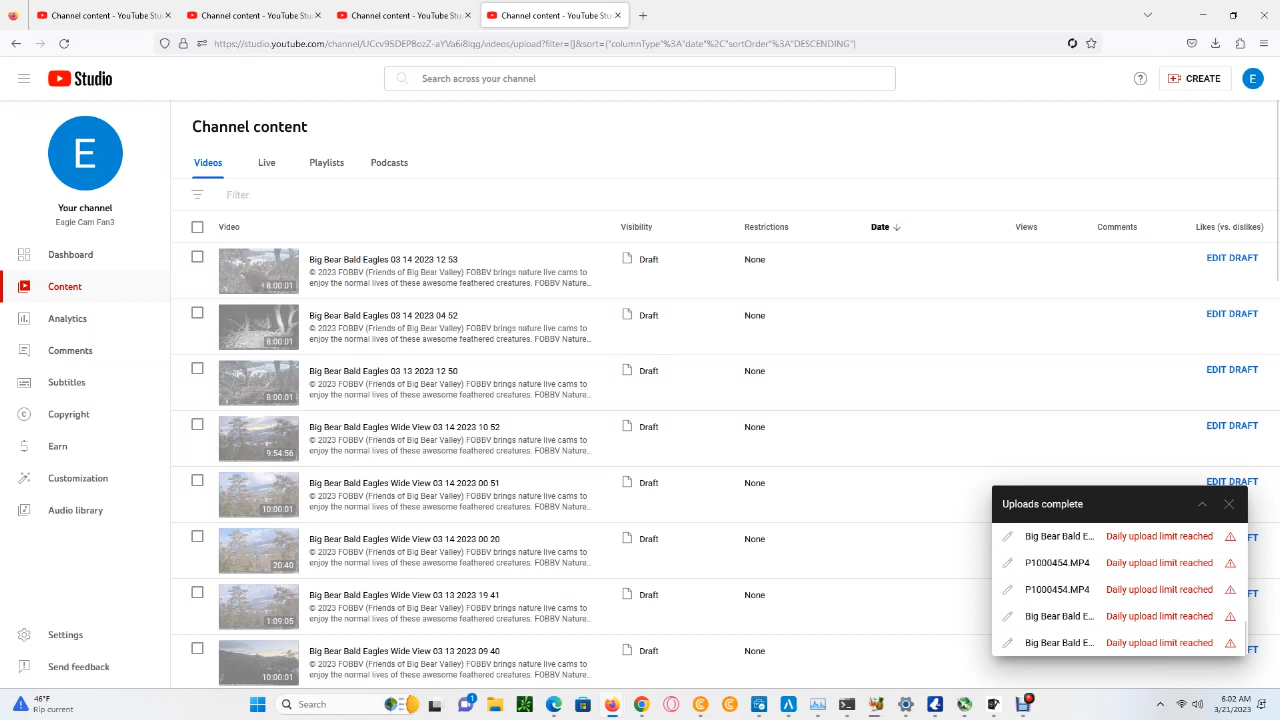 Channel content - YouTube Stu
Channel content - YouTube Stu
Channel content - YouTube Stu
Channel content - YouTube Stu
https://studio.youtube.com/channel/UCcv95DEPBozZ-aYVa6i8lqg/videos/upload?filter=[]&sort={"columnType"%3A"date"%2C"sortOrder"%3A"DESCENDING"}
Studio
Search across your channel
CREATE
E
E
Your channel
Eagle Cam Fan3
Dashboard
Content
Analytics
Comments
Subtitles
Copyright
Earn
Customization
Audio library
Settings
Send feedback
Channel content
Videos Live Playlists Podcasts
Filter
Video Visibility Restrictions Date Views Comments Likes (vs. dislikes)
8:00:01
Big Bear Bald Eagles 03 14 2023 12 53
© 2023 FOBBV (Friends of Big Bear Valley) FOBBV brings nature live cams to
enjoy the normal lives of these awesome feathered creatures. FOBBV Nature...
Draft None EDIT DRAFT
8:00:01
Big Bear Bald Eagles 03 14 2023 04 52
© 2023 FOBBV (Friends of Big Bear Valley) FOBBV brings nature live cams to
enjoy the normal lives of these awesome feathered creatures. FOBBV Nature...
Draft None EDIT DRAFT
8:00:01
Big Bear Bald Eagles 03 13 2023 12 50
© 2023 FOBBV (Friends of Big Bear Valley) FOBBV brings nature live cams to
enjoy the normal lives of these awesome feathered creatures. FOBBV Nature...
Draft None EDIT DRAFT
9:54:56
Big Bear Bald Eagles Wide View 03 14 2023 10 52
© 2023 FOBBV (Friends of Big Bear Valley) FOBBV brings nature live cams to
enjoy the normal lives of these awesome feathered creatures. FOBBV Nature...
Draft None EDIT DRAFT
10:00:01
Big Bear Bald Eagles Wide View 03 14 2023 00 51
© 2023 FOBBV (Friends of Big Bear Valley) FOBBV brings nature live cams to
enjoy the normal lives of these awesome feathered creatures. FOBBV Nature...
Draft None EDIT DRAFT
20:40
Big Bear Bald Eagles Wide View 03 14 2023 00 20
© 2023 FOBBV (Friends of Big Bear Valley) FOBBV brings nature live cams to
enjoy the normal lives of these awesome feathered creatures. FOBBV Nature...
Draft None FT
1:09:05
Big Bear Bald Eagles Wide View 03 13 2023 19 41
© 2023 FOBBV (Friends of Big Bear Valley) FOBBV brings nature live cams to
enjoy the normal lives of these awesome feathered creatures. FOBBV Nature...
Draft None FT
10:00:01
Big Bear Bald Eagles Wide View 03 13 2023 09 40
© 2023 FOBBV (Friends of Big Bear Valley) FOBBV brings nature live cams to
enjoy the normal lives of these awesome feathered creatures. FOBBV Nature...
Draft None FT
Uploads complete
Big Bear Bald E... Daily upload limit reached
P1000454.MP4 Daily upload limit reached
P1000454.MP4 Daily upload limit reached
Big Bear Bald E... Daily upload limit reached
Big Bear Bald E... Daily upload limit reached
46°F
Rip current
Search
1
6:02 AM
3/21/2023